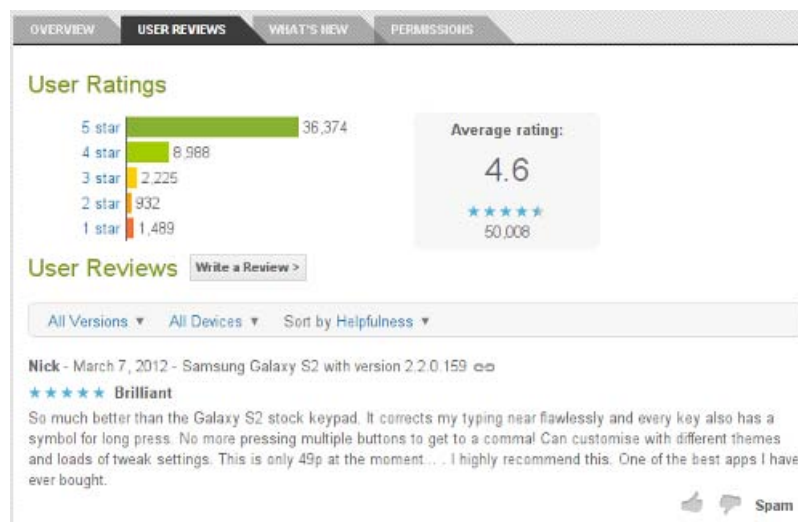 OVERVIEW USER REVIEWS WHAT'S NEW PERMISSIONS
User Ratings
5 star 36,374
4 star 8,988
3 star 2,225
2 star 932
1 star 1,489
Average rating:
4.6
50,008
User Reviews Write a Review >
All Versions All Devices Sort by Helpfulness
Nick - March 7, 2012 - Samsung Galaxy S2 with version 2.2.0.159
Brilliant
So much better than the Galaxy S2 stock keypad. It corrects my typing near flawlessly and every key also has a
symbol for long press. No more pressing multiple buttons to get to a comma! Can customise with different themes
and loads of tweak settings. This is only 49p at the moment... . I highly recommend this. One of the best apps I have
ever bought.
Spam